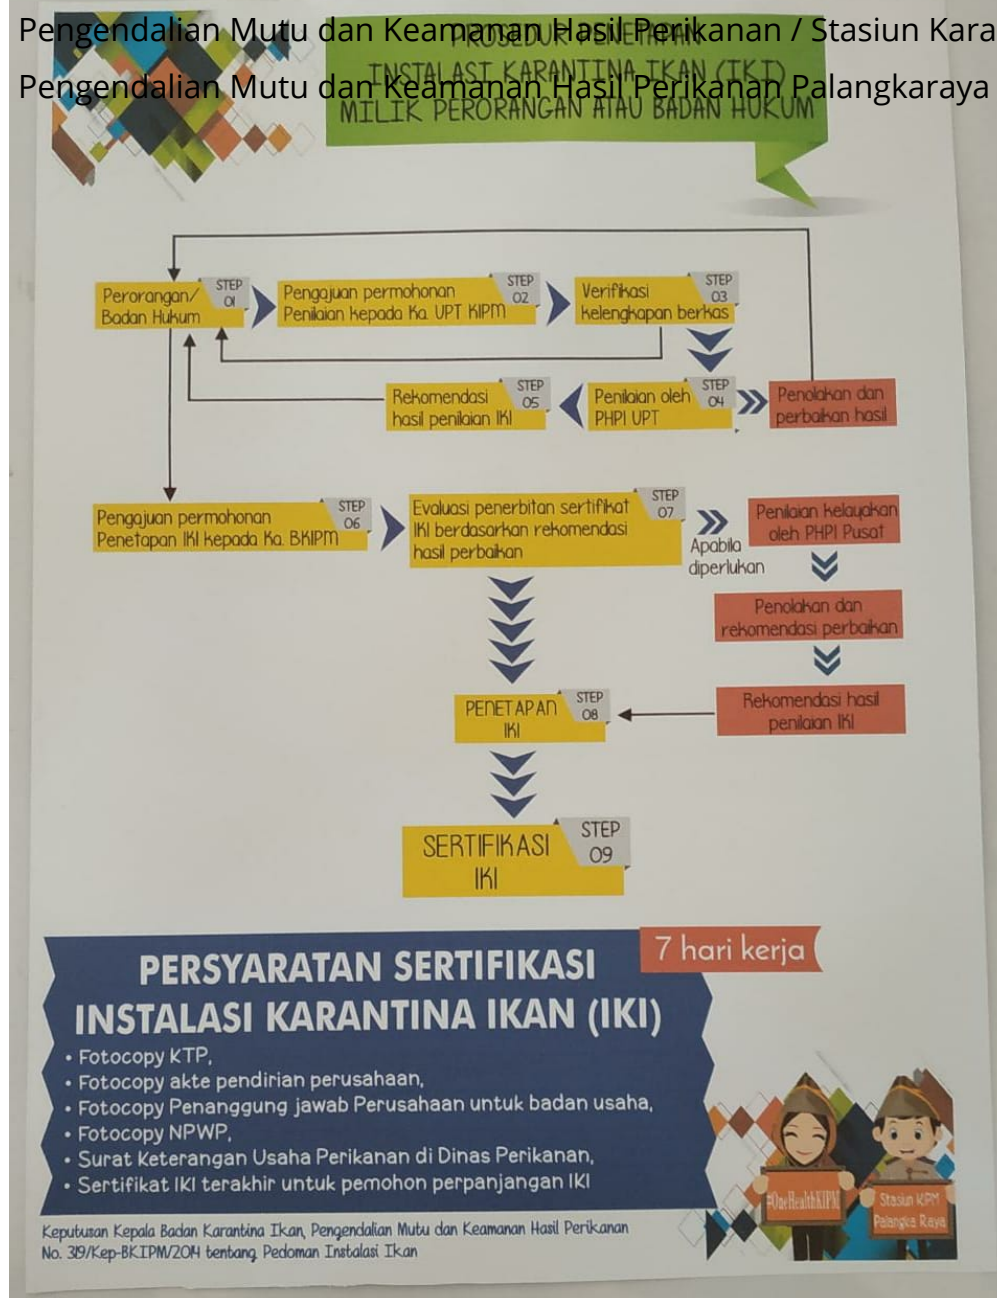 Pengendalian Mutu dan Keamanan Hasil Perikanan / Stasiun Kara
Pengendalian Mutu dan Keamanan Hasil Perikanan Palangkaraya
PROSEDUR PENETAPAN
INSTALASI KARANTINA IKAN (IKI)
MILIK PERORANGAN ATAU BADAN HUKUM
Perorangan/
Badan Hukum
STEP
01
Pengajuan permohonan
Penilaian kepada Ka. UPT KIPM
STEP
02
Verifikasi
kelengkapan berkas
STEP
03
Rekomendasi
hasil penilaian IKI
STEP
05
Penilaian oleh
PHPI UPT
STEP
04
Penolakan dan
perbaikan hasil
Pengajuan permohonan
Penetapan IKI kepada Ka. BKIPM
STEP
06
Evaluasi penerbitan sertifikat
IKI berdasarkan rekomendasi
hasil perbaikan
STEP
07
Apabila
diperlukan
Penilaian kelayakan
oleh PHPI Pusat
Penolakan dan
rekomendasi perbaikan
Rekomendasi hasil
penilaian IKI
PENETAPAN
IKI
STEP
08
SERTIFIKASI
IKI
STEP
09
7 hari kerja
PERSYARATAN SERTIFIKASI
INSTALASI KARANTINA IKAN (IKI)
• Fotocopy KTP,
• Fotocopy akte pendirian perusahaan,
• Fotocopy Penanggung jawab Perusahaan untuk badan usaha,
• Fotocopy NPWP,
• Surat Keterangan Usaha Perikanan di Dinas Perikanan,
• Sertifikat IKI terakhir untuk pemohon perpanjangan IKI
#OneHealthKIPM
Stasiun KIPM
Palangka Raya
Keputusan Kepala Badan Karantina Ikan, Pengendalian Mutu dan Keamanan Hasil Perikanan
No. 319/Kep-BKIPM/2014 tentang Pedoman Instalasi Ikan